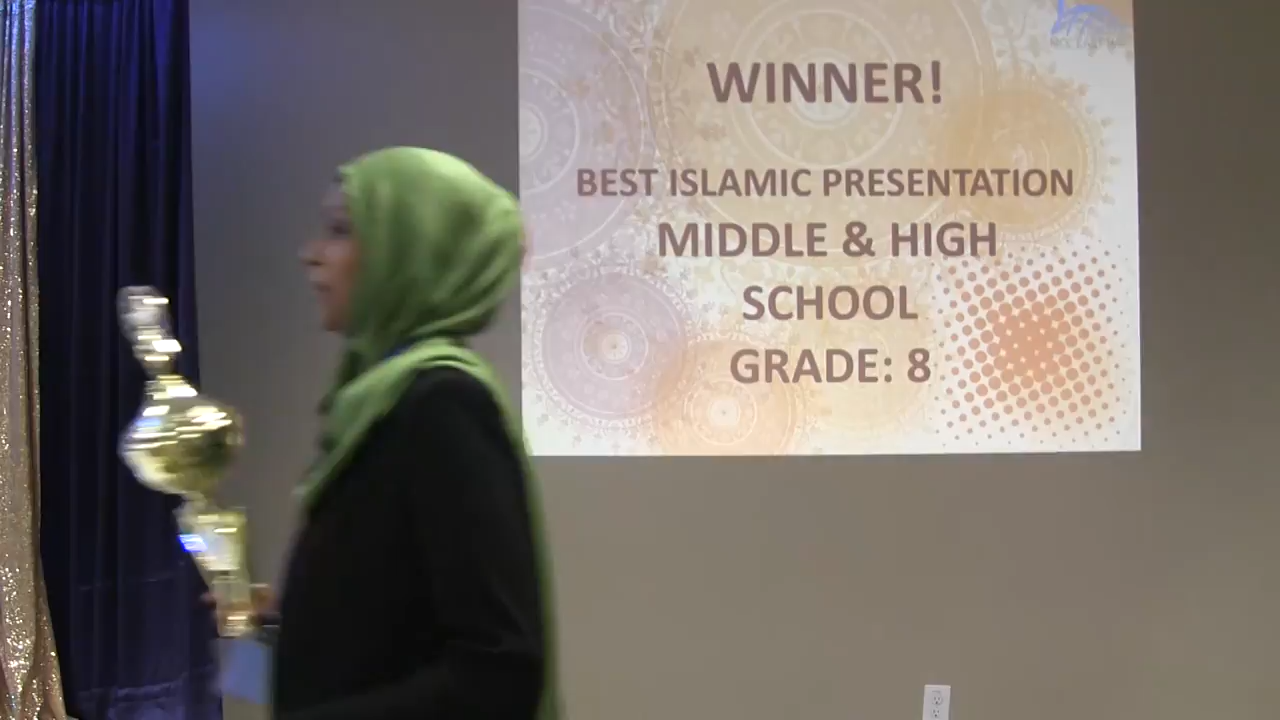 WINNER!
BEST ISLAMIC PRESENTATION
MIDDLE & HIGH
SCHOOL
GRADE: 8